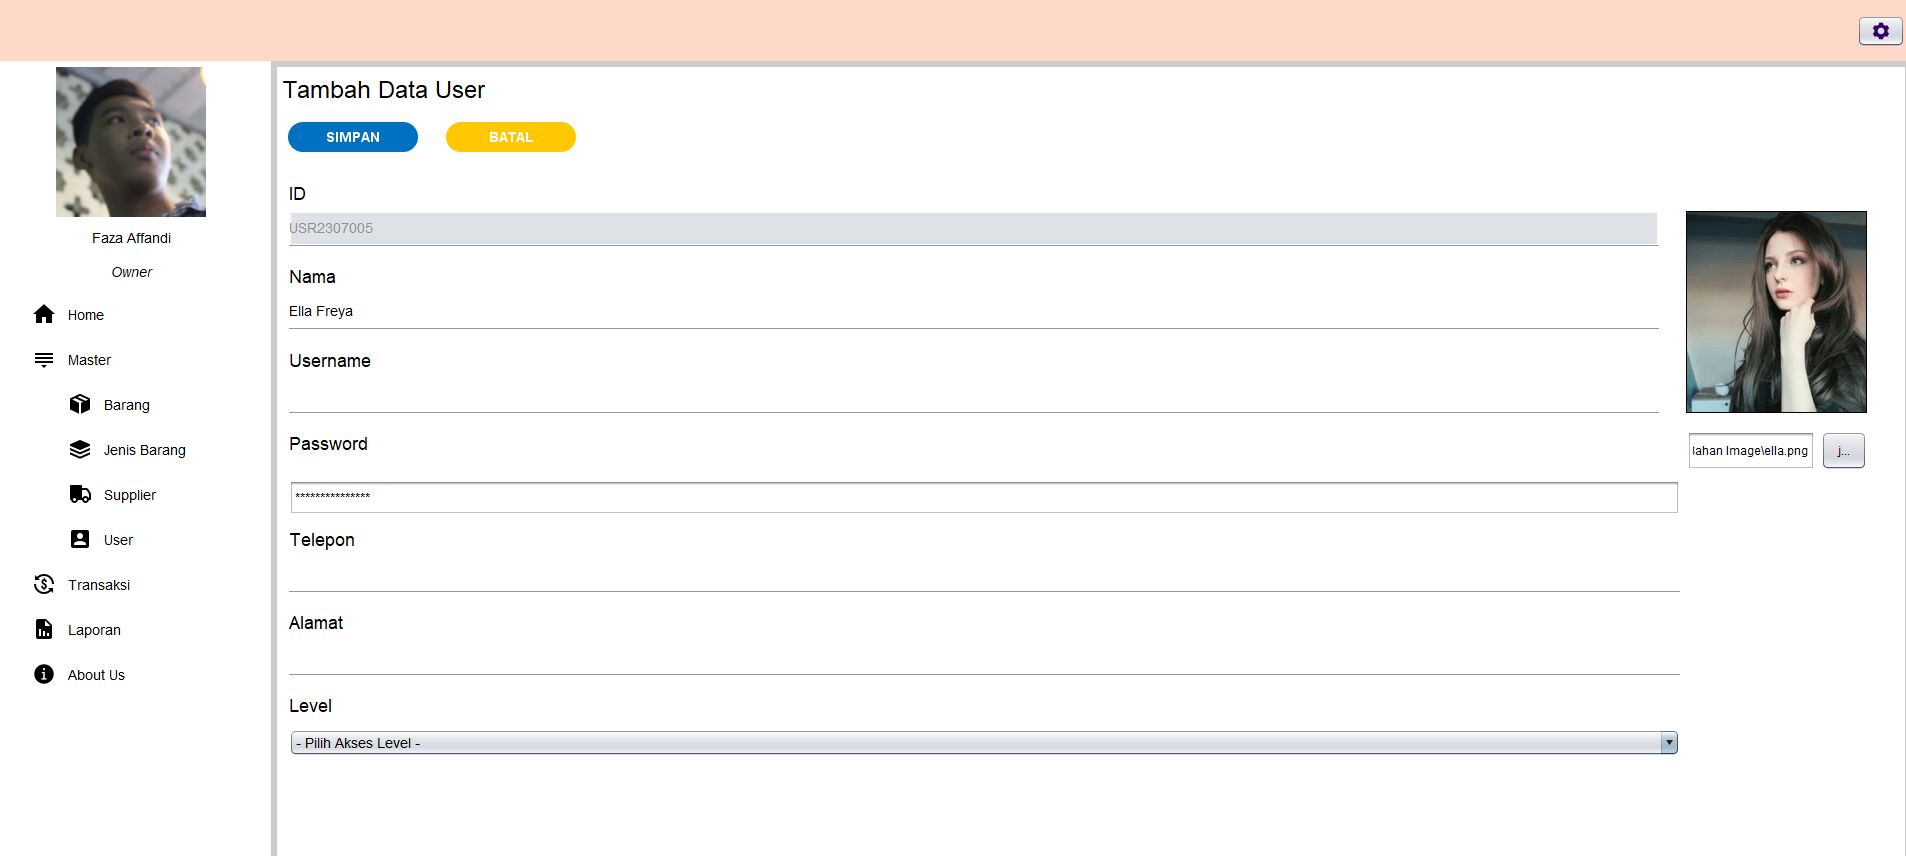 Faza Affandi
Owner
Home
Master
Barang
Jenis Barang
Supplier
User
Transaksi
Laporan
About Us
Tambah Data User
SIMPAN
BATAL
ID
USR2307005
Nama
Ella Freya
Username
Password
***************
Telepon
Alamat
Level
- Pilih Akses Level -
lahan Image\ella.png
j...